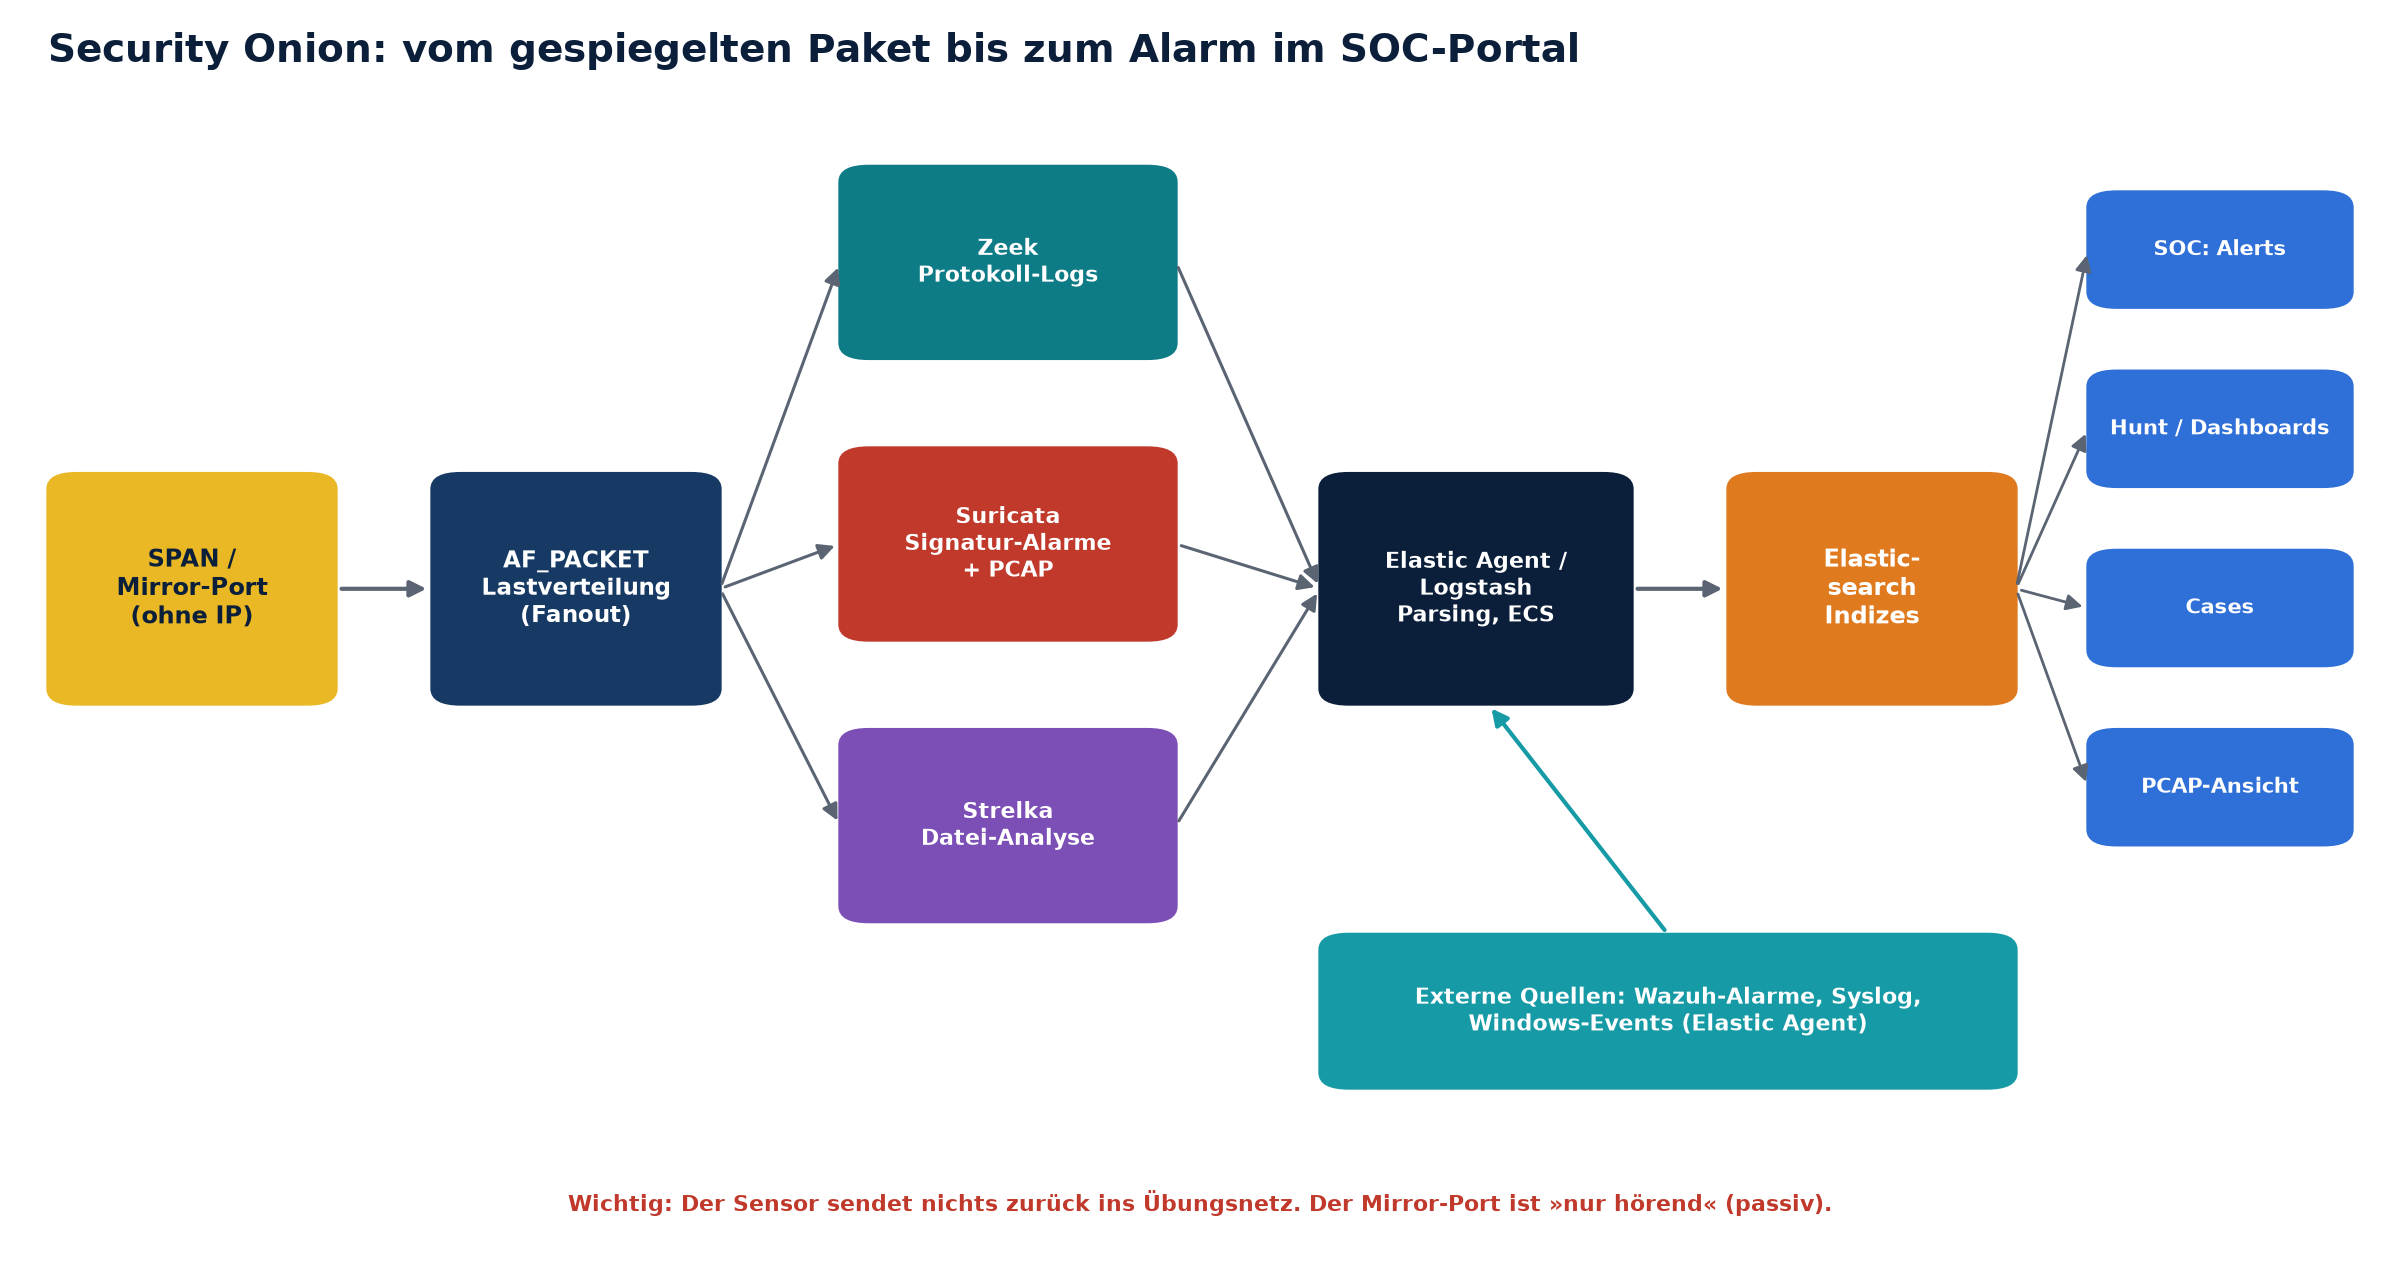 Security Onion: vom gespiegelten Paket bis zum Alarm im SOC-Portal
SPAN /
Mirror-Port
(ohne IP)
AF_PACKET
Lastverteilung
(Fanout)
Zeek
Protokoll-Logs
Suricata
Signatur-Alarme
+ PCAP
Strelka
Datei-Analyse
Elastic Agent /
Logstash
Parsing, ECS
Elastic-
search
Indizes
SOC: Alerts
Hunt / Dashboards
Cases
PCAP-Ansicht
Externe Quellen: Wazuh-Alarme, Syslog,
Windows-Events (Elastic Agent)
Wichtig: Der Sensor sendet nichts zurück ins Übungsnetz. Der Mirror-Port ist »nur hörend« (passiv).